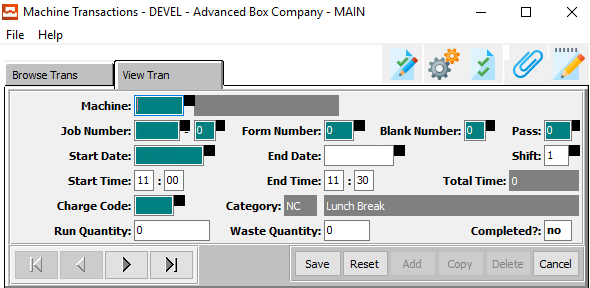 Machine Transactions - DEVEL - Advanced Box Company - MAIN
File Help
Browse Trans View Tran
Machine:
Job Number: - 0 Form Number: 0 Blank Number: 0 Pass: 0
Start Date: End Date: Shift: 1
Start Time: 11 : 00 End Time: 11 : 30 Total Time: 0
Charge Code: Category: NC Lunch Break
Run Quantity: 0 Waste Quantity: 0 Completed?: no
Save Reset Add Copy Delete Cancel